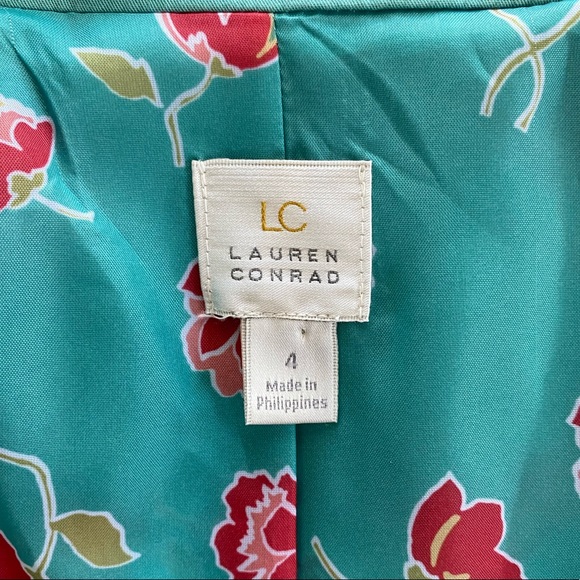 LC
LAUREN
CONRAD
4
Made in
Philippines